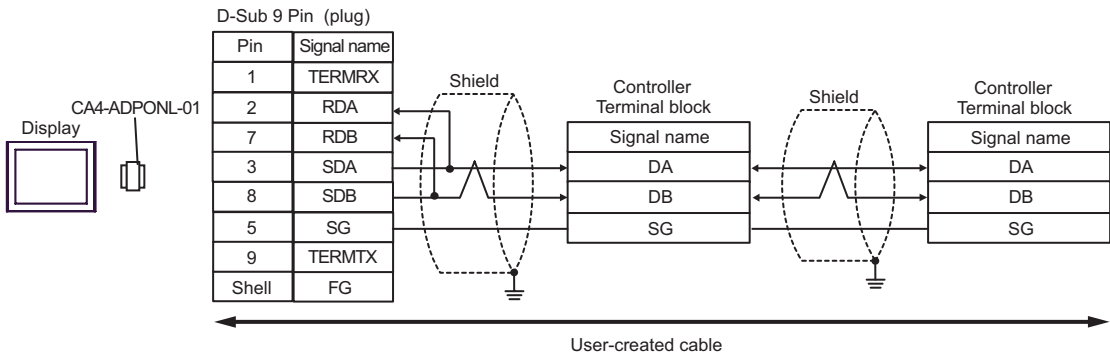 D-Sub 9 Pin (plug)
Pin Signal name
1 TERMRX
2 RDA
7 RDB
3 SDA
8 SDB
5 SG
9 TERMTX
Shell FG
CA4-ADPONL-01
Display
Shield
Controller
Terminal block
Signal name
DA
DB
SG
Shield
Controller
Terminal block
Signal name
DA
DB
SG
User-created cable